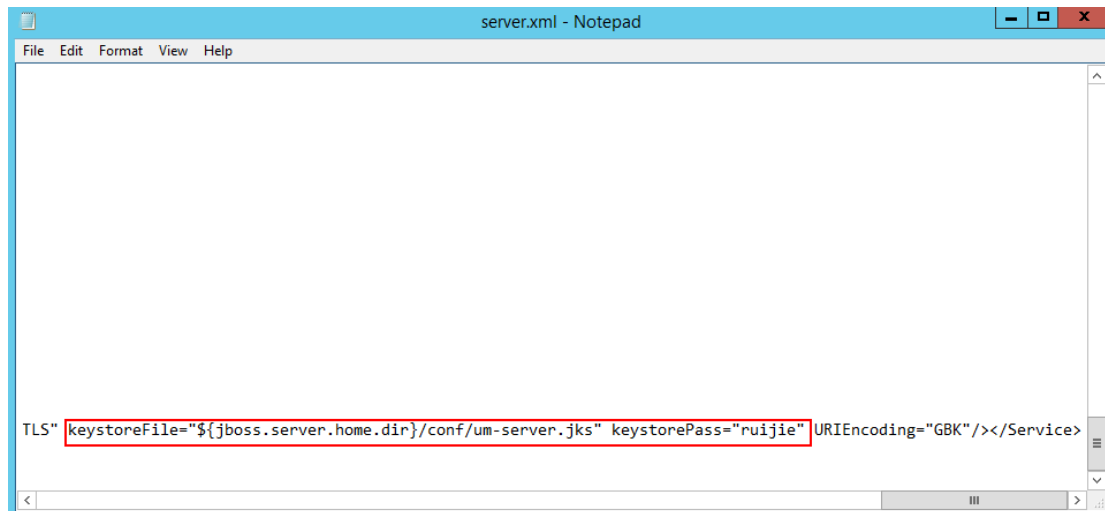 server.xml - Notepad
File Edit Format View Help
TLS" keystoreFile="${jboss.server.home.dir}/conf/um-server.jks" keystorePass="ruijie" URIEncoding="GBK"/></Service>